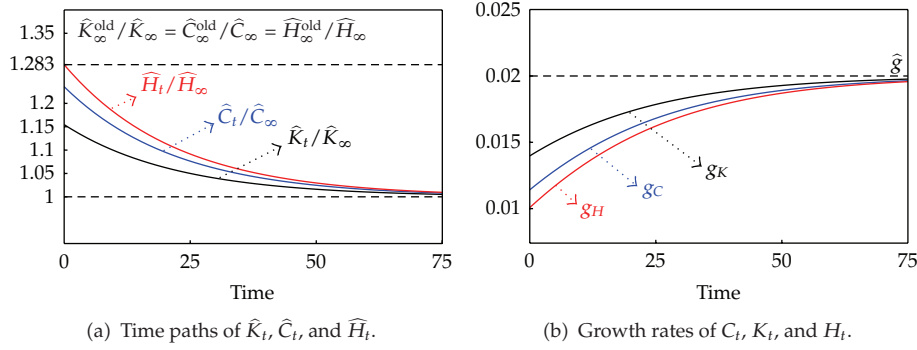 K̂∞^old/K̂∞ = Ĉ∞^old/Ĉ∞ = Ĥ∞^old/Ĥ∞
1.35
1.283
1.2
1.15
1.1
1.05
1
Ĥt/Ĥ∞
Ĉt/Ĉ∞
K̂t/K̂∞
0 25 50 75
Time
(a) Time paths of K̂t, Ĉt, and Ĥt.
0.025
0.02
0.015
0.01
ĝ
gK
gC
gH
0 25 50 75
Time
(b) Growth rates of Ct, Kt, and Ht.